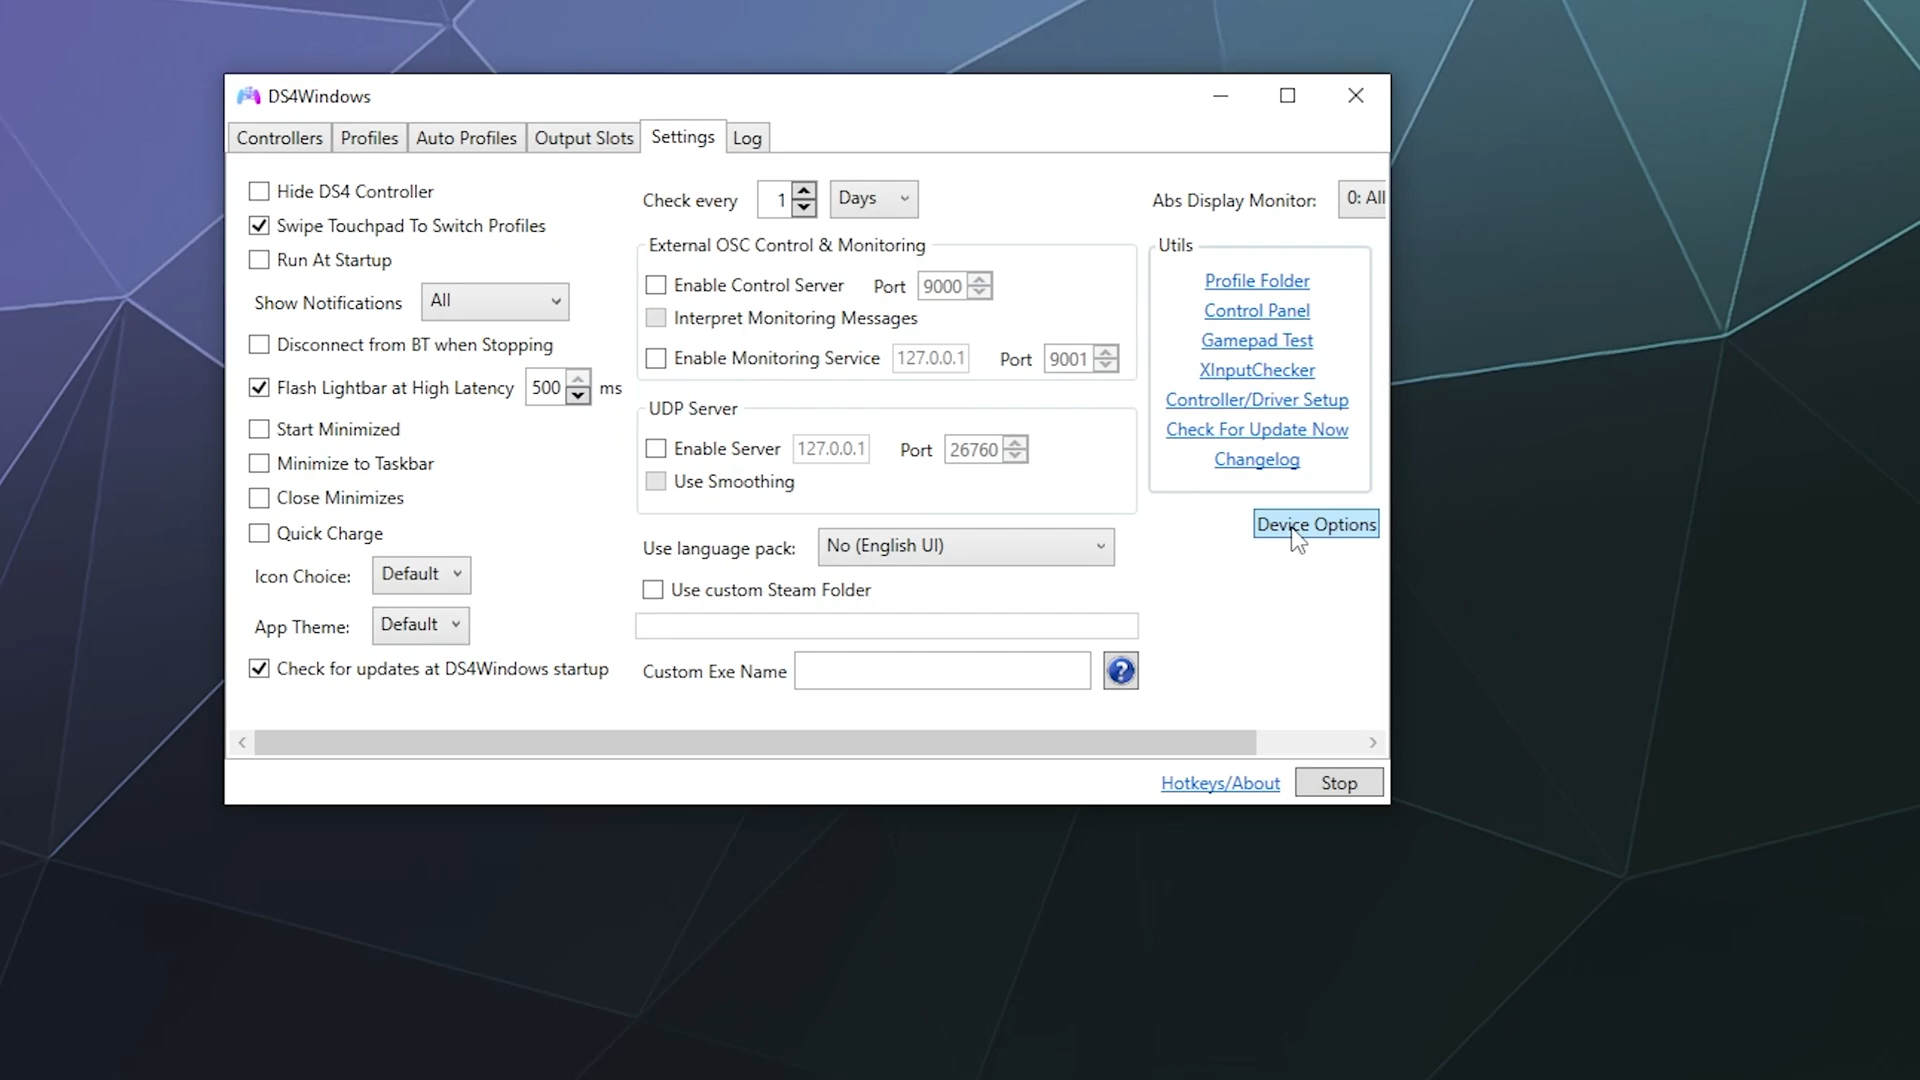 DS4Windows
Controllers Profiles Auto Profiles Output Slots Settings Log
Hide DS4 Controller
Swipe Touchpad To Switch Profiles
Run At Startup
Show Notifications All
Disconnect from BT when Stopping
Flash Lightbar at High Latency 500 ms
Start Minimized
Minimize to Taskbar
Close Minimizes
Quick Charge
Icon Choice: Default
App Theme: Default
Check for updates at DS4Windows startup
Check every 1 Days
External OSC Control & Monitoring
Enable Control Server Port 9000
Interpret Monitoring Messages
Enable Monitoring Service 127.0.0.1 Port 9001
UDP Server
Enable Server 127.0.0.1 Port 26760
Use Smoothing
Use language pack: No (English UI)
Use custom Steam Folder
Custom Exe Name
Abs Display Monitor: 0: All
Utils
Profile Folder
Control Panel
Gamepad Test
XInputChecker
Controller/Driver Setup
Check For Update Now
Changelog
Device Options
Hotkeys/About Stop